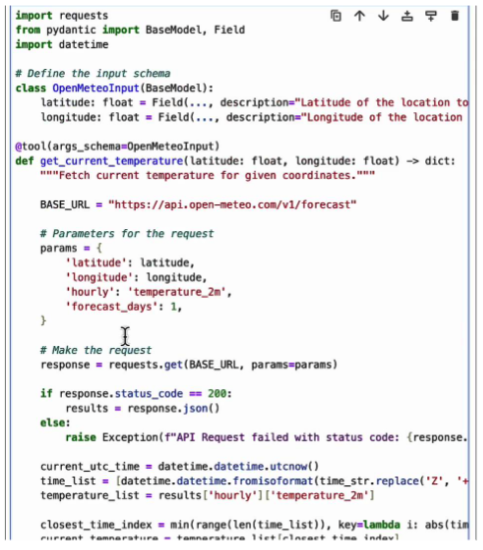 import requests
from pydantic import BaseModel, Field
import datetime
# Define the input schema
class OpenMeteoInput(BaseModel):
    latitude: float = Field(..., description="Latitude of the location to
    longitude: float = Field(..., description="Longitude of the location
@tool(args_schema=OpenMeteoInput)
def get_current_temperature(latitude: float, longitude: float) -> dict:
    """Fetch current temperature for given coordinates."""
    BASE_URL = "https://api.open-meteo.com/v1/forecast"
    # Parameters for the request
    params = {
        'latitude': latitude,
        'longitude': longitude,
        'hourly': 'temperature_2m',
        'forecast_days': 1,
    }
    # Make the request
    response = requests.get(BASE_URL, params=params)
    if response.status_code == 200:
        results = response.json()
    else:
        raise Exception(f"API Request failed with status code: {response.
    current_utc_time = datetime.datetime.utcnow()
    time_list = [datetime.datetime.fromisoformat(time_str.replace('Z', '+
    temperature_list = results['hourly']['temperature_2m']
    closest_time_index = min(range(len(time_list)), key=lambda i: abs(tim
    current_temperature = temperature_list[closest_time_index]